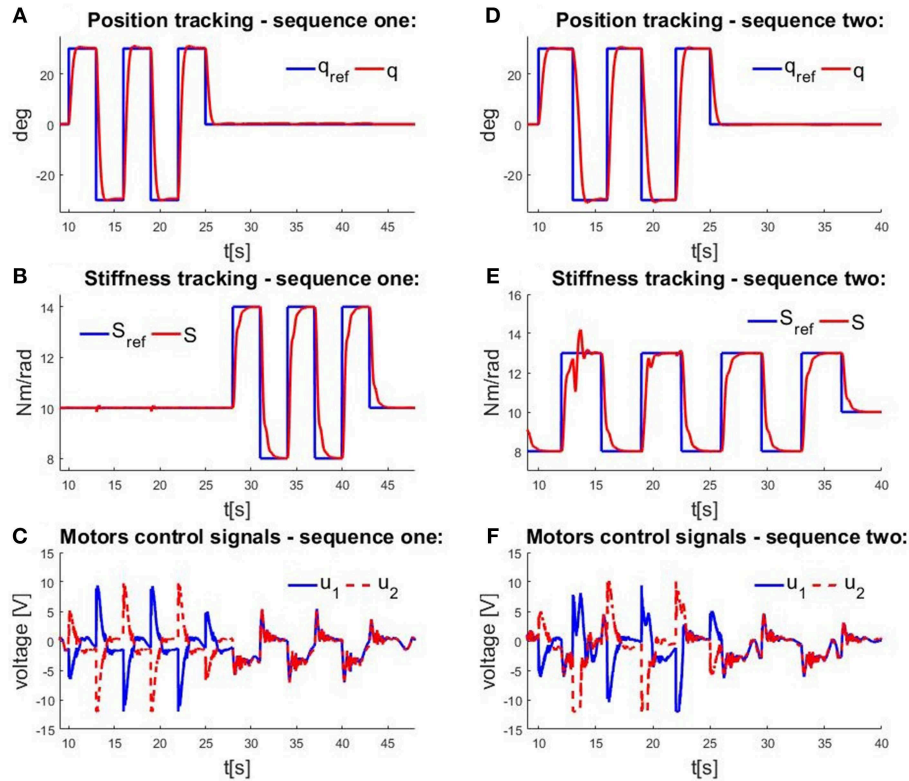 A Position tracking - sequence one:
q_ref q
deg
20
0
-20
10 15 20 25 30 35 40 45
t[s]
B Stiffness tracking - sequence one:
S_ref S
Nm/rad
14
12
10
8
10 15 20 25 30 35 40 45
t[s]
C Motors control signals - sequence one:
u_1 u_2
voltage [V]
15
10
5
0
-5
-10
-15
10 15 20 25 30 35 40 45
t[s]
D Position tracking - sequence two:
q_ref q
deg
20
0
-20
10 15 20 25 30 35 40
t[s]
E Stiffness tracking - sequence two:
S_ref S
Nm/rad
16
14
12
10
8
10 15 20 25 30 35 40
t[s]
F Motors control signals - sequence two:
u_1 u_2
voltage [V]
15
10
5
0
-5
-10
-15
10 15 20 25 30 35 40
t[s]